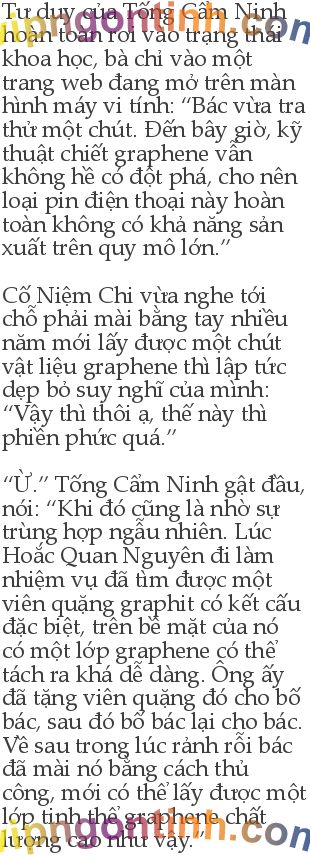 Tư duy của Tống Cẩm Ninh
hoàn toàn rơi vào trạng thái
khoa học, bà chỉ vào một
trang web đang mở trên màn
hình máy vi tính: “Bác vừa tra
thử một chút. Đến bây giờ, kỹ
thuật chiết graphene vẫn
không hề có đột phá, cho nên
loại pin điện thoại này hoàn
toàn không có khả năng sản
xuất trên quy mô lớn.”
Cố Niệm Chi vừa nghe tới
chỗ phải mài bằng tay nhiều
năm mới lấy được một chút
vật liệu graphene thì lập tức
dẹp bỏ suy nghĩ của mình:
“Vậy thì thôi ạ, thế này thì
phiền phức quá.”
“Ừ.” Tống Cẩm Ninh gật đầu,
nói: “Khi đó cũng là nhờ sự
trùng hợp ngẫu nhiên. Lúc
Hoắc Quan Nguyên đi làm
nhiệm vụ đã tìm được một
viên quặng graphit có kết cấu
đặc biệt, trên bề mặt của nó
có một lớp graphene có thể
tách ra khá dễ dàng. Ông ấy
đã tặng viên quặng đó cho bố
bác, sau đó bố bác lại cho bác.
Về sau trong lúc rảnh rỗi bác
đã mài nó bằng cách thủ
công, mới có thể lấy được một
lớp tinh thể graphene chất
lượng cao như vậy.”